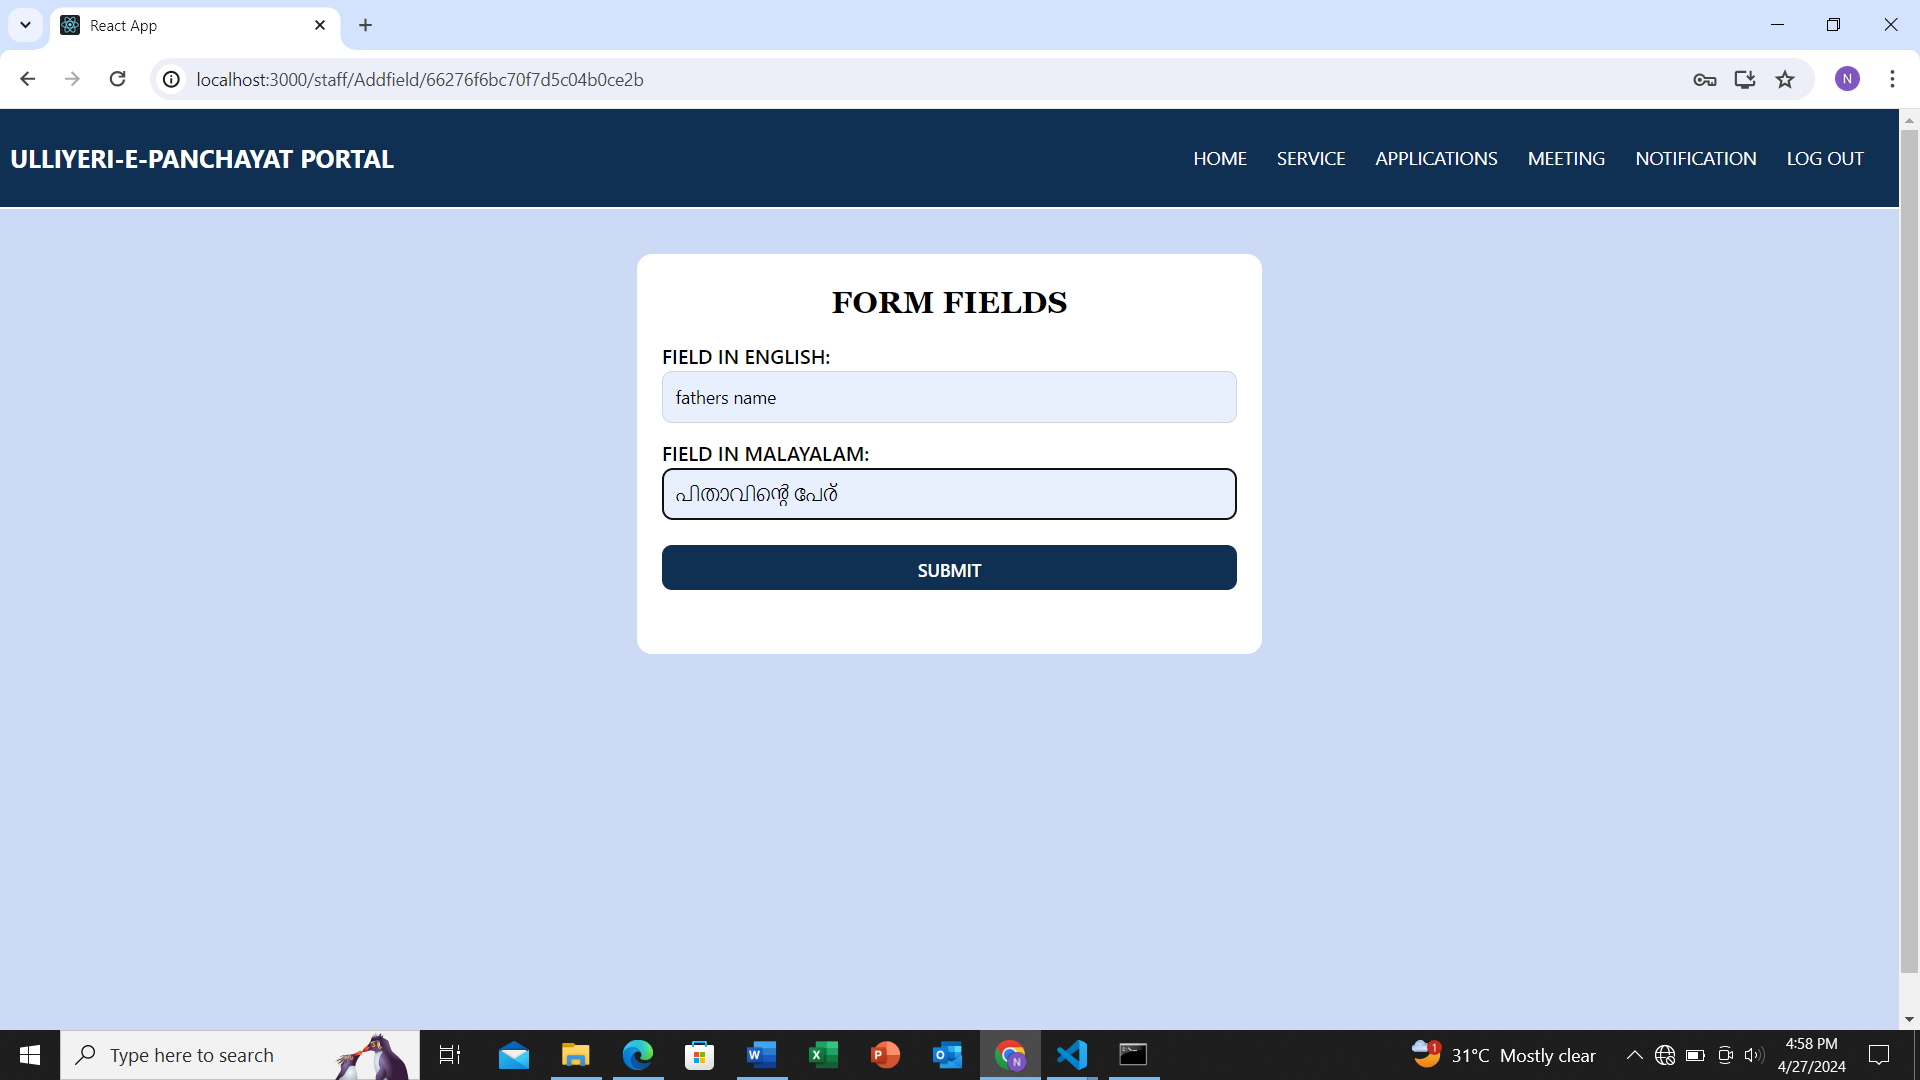 React App
localhost:3000/staff/Addfield/66276f6bc70f7d5c04b0ce2b
N
ULLIYERI-E-PANCHAYAT PORTAL
HOME SERVICE APPLICATIONS MEETING NOTIFICATION LOG OUT
FORM FIELDS
FIELD IN ENGLISH:
fathers name
FIELD IN MALAYALAM:
പിതാവിന്റെ പേര്
SUBMIT
Type here to search
1
31°C Mostly clear
4:58 PM
4/27/2024